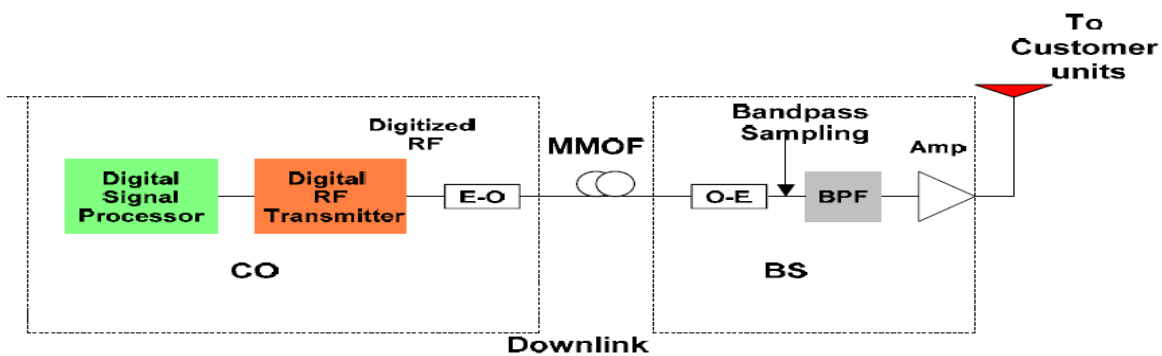 To
Customer
units
Digitized
RF
MMOF
Bandpass
Sampling
Amp
Digital
Signal
Processor
Digital
RF
Transmitter
E-O
O-E
BPF
CO
BS
Downlink